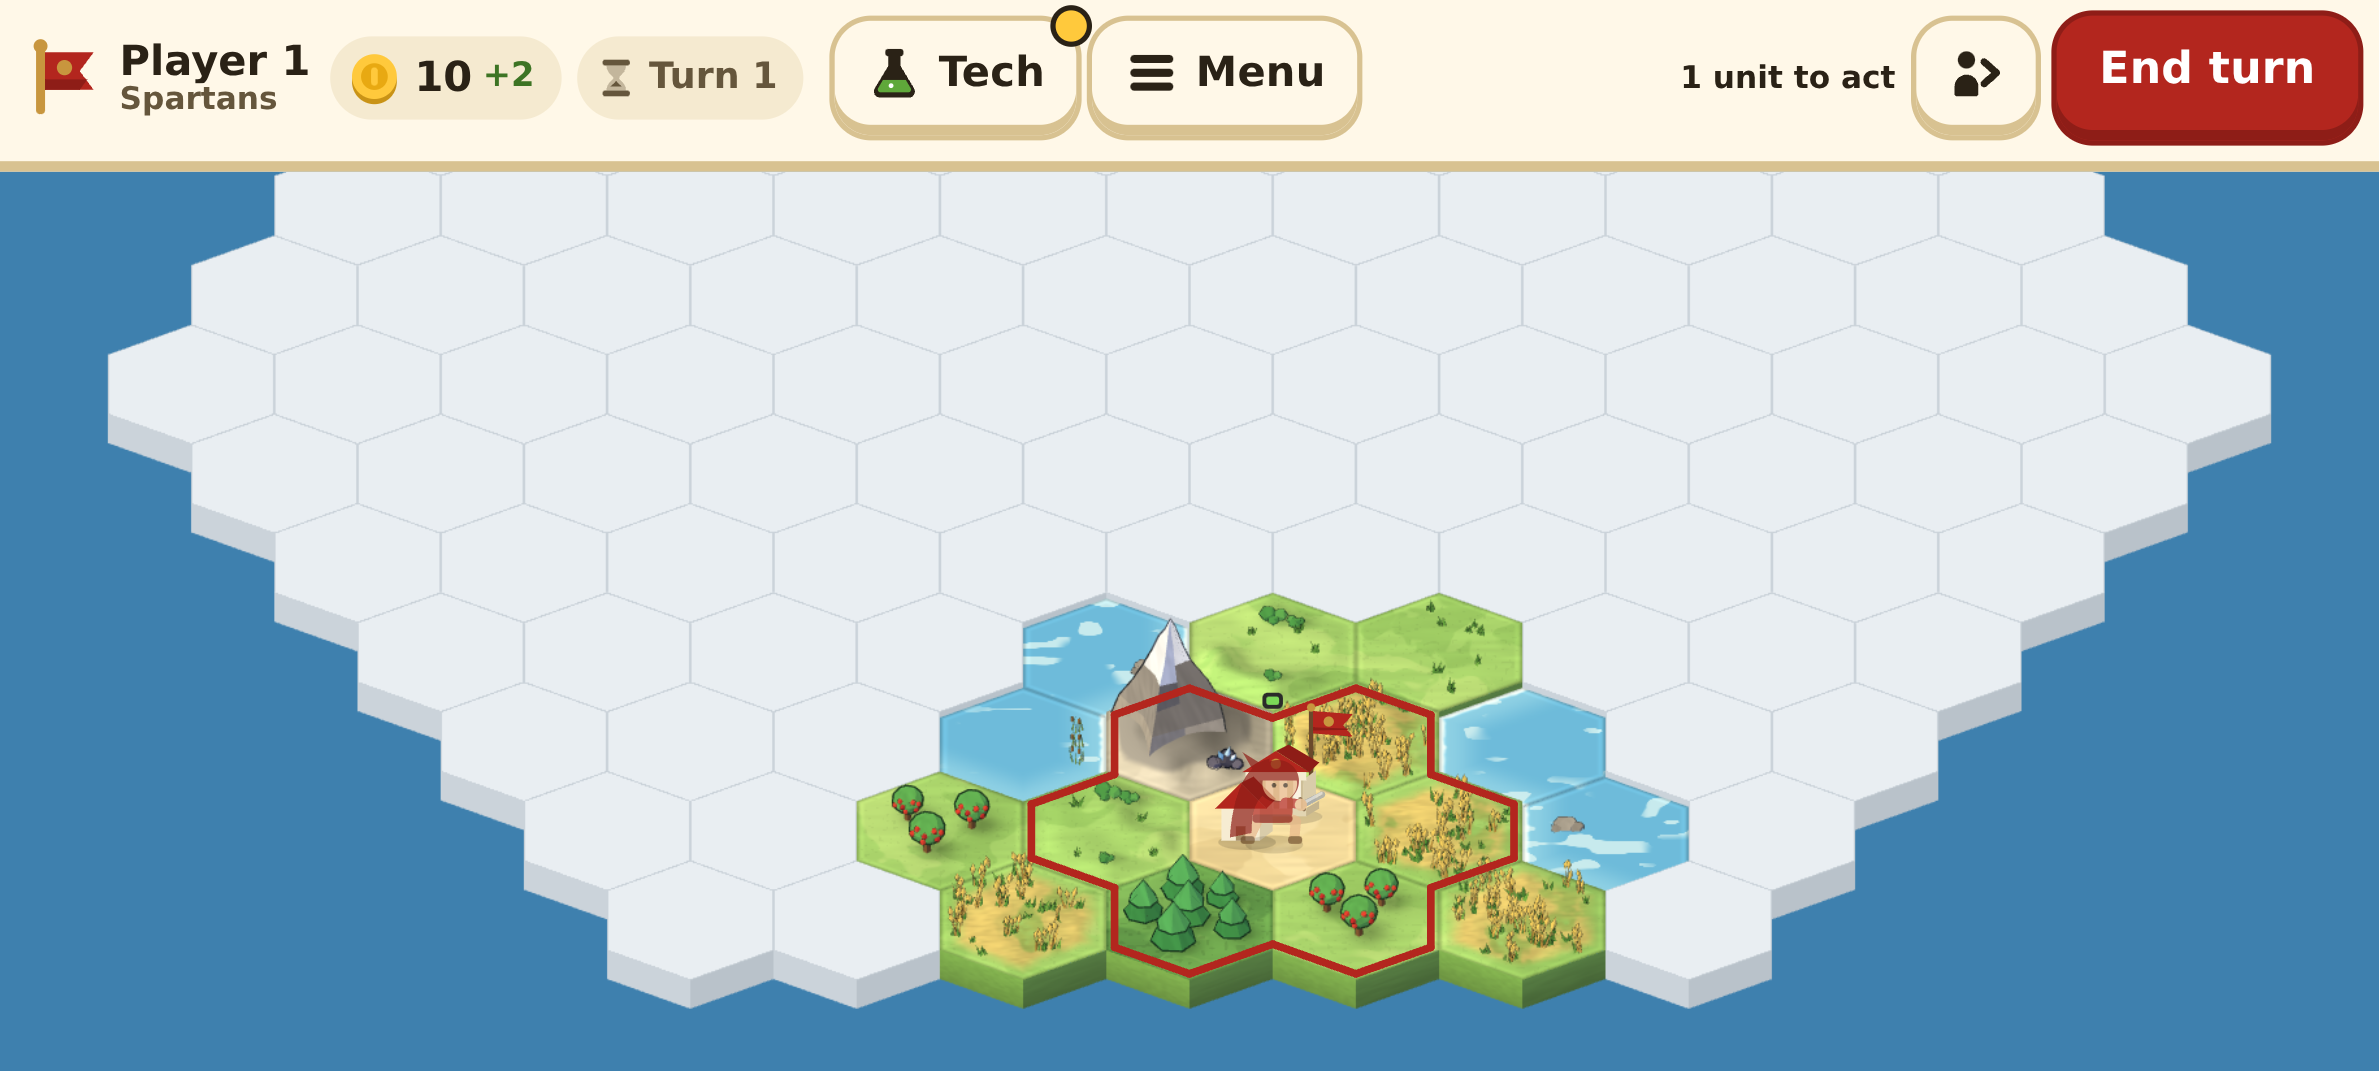 Player 1
Spartans
10 +2
Turn 1
Tech
Menu
1 unit to act
End turn